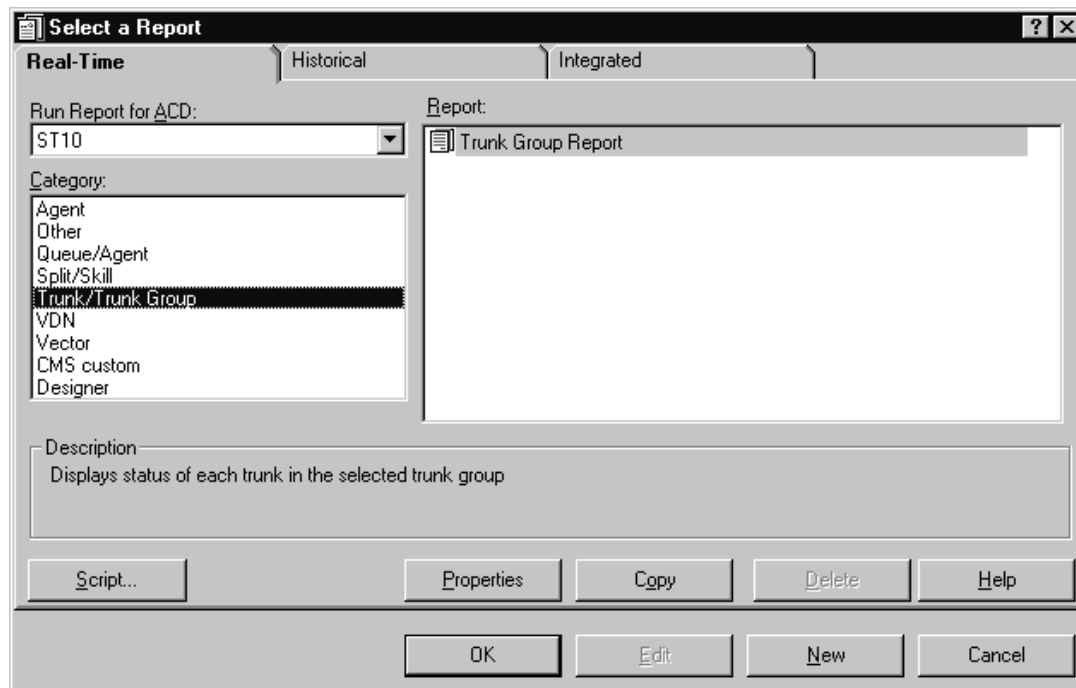 Select a Report
Real-Time
Historical
Integrated
Run Report for ACD:
ST10
Category:
Agent
Other
Queue/Agent
Split/Skill
Trunk/Trunk Group
VDN
Vector
CMS custom
Designer
Report:
Trunk Group Report
Description
Displays status of each trunk in the selected trunk group
Script...
Properties
Copy
Delete
Help
OK
Edit
New
Cancel